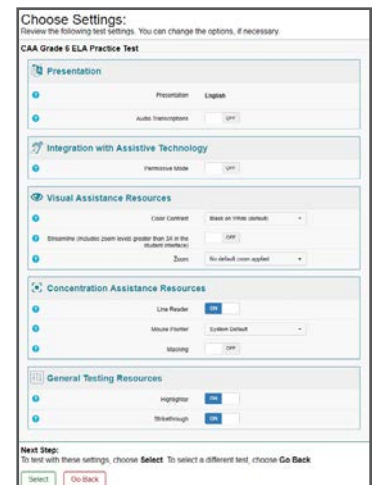 Choose Settings:
Review the following test settings. You can change the options, if necessary.
CAA Grade 6 ELA Practice Test
Presentation
Presentation English
Audio Transcriptions OFF
Integration with Assistive Technology
Permissive Mode OFF
Visual Assistance Resources
Color Contrast Black on White (default)
Streamline (includes zoom levels greater than 3X in the
student interface) OFF
Zoom No default zoom applied
Concentration Assistance Resources
Line Reader ON
Mouse Pointer System Default
Masking OFF
General Testing Resources
Highlighter ON
Strikethrough ON
Next Step:
To test with these settings, choose Select. To select a different test, choose Go Back
Select Go Back